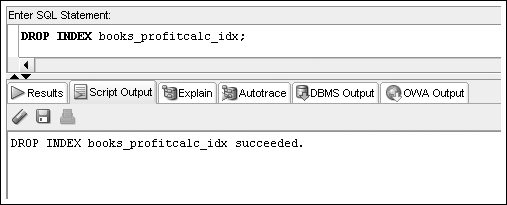 Enter SQL Statement:
DROP INDEX books_profitcalc_idx;
Results Script Output Explain Autotrace DBMS Output OWA Output
DROP INDEX books_profitcalc_idx succeeded.